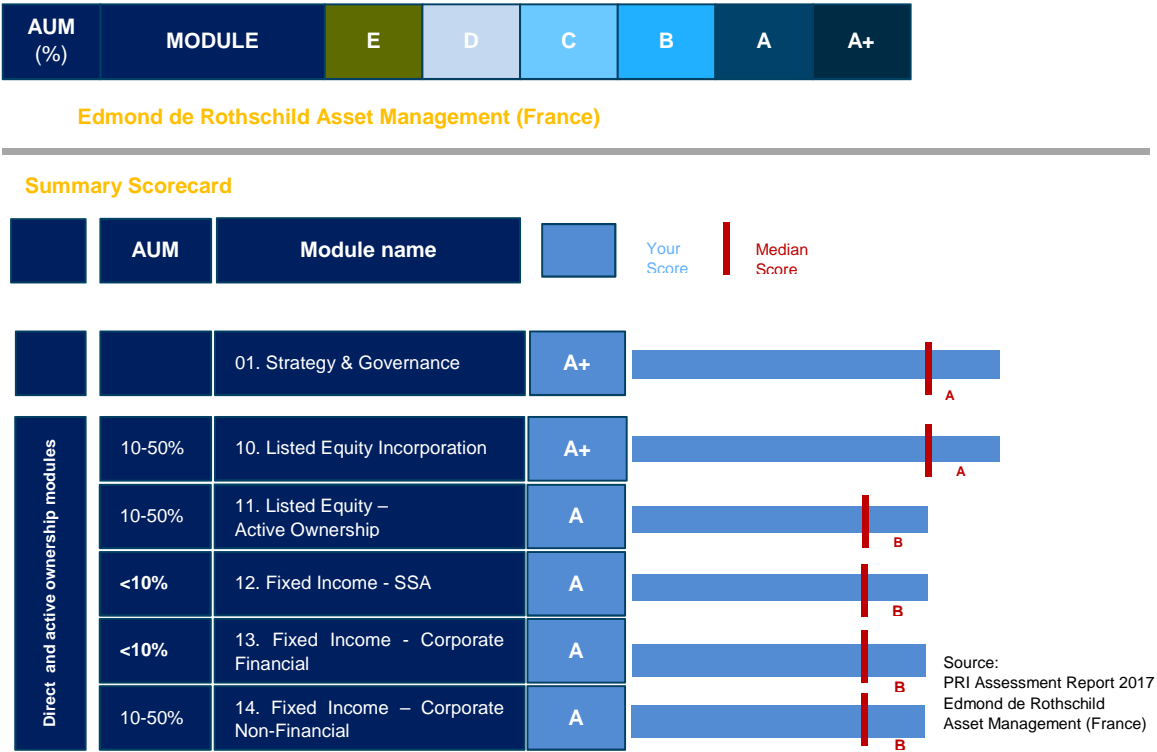 AUM (%) MODULE E D C B A A+
Edmond de Rothschild Asset Management (France)
Summary Scorecard
AUM Module name Your Score Median Score
01. Strategy & Governance A+
A
Direct and active ownership modules
10-50% 10. Listed Equity Incorporation A+
A
10-50% 11. Listed Equity –
Active Ownership A
B
<10% 12. Fixed Income - SSA A
B
<10% 13. Fixed Income - Corporate
Financial A
B
10-50% 14. Fixed Income – Corporate
Non-Financial A
B
Source:
PRI Assessment Report 2017
Edmond de Rothschild
Asset Management (France)